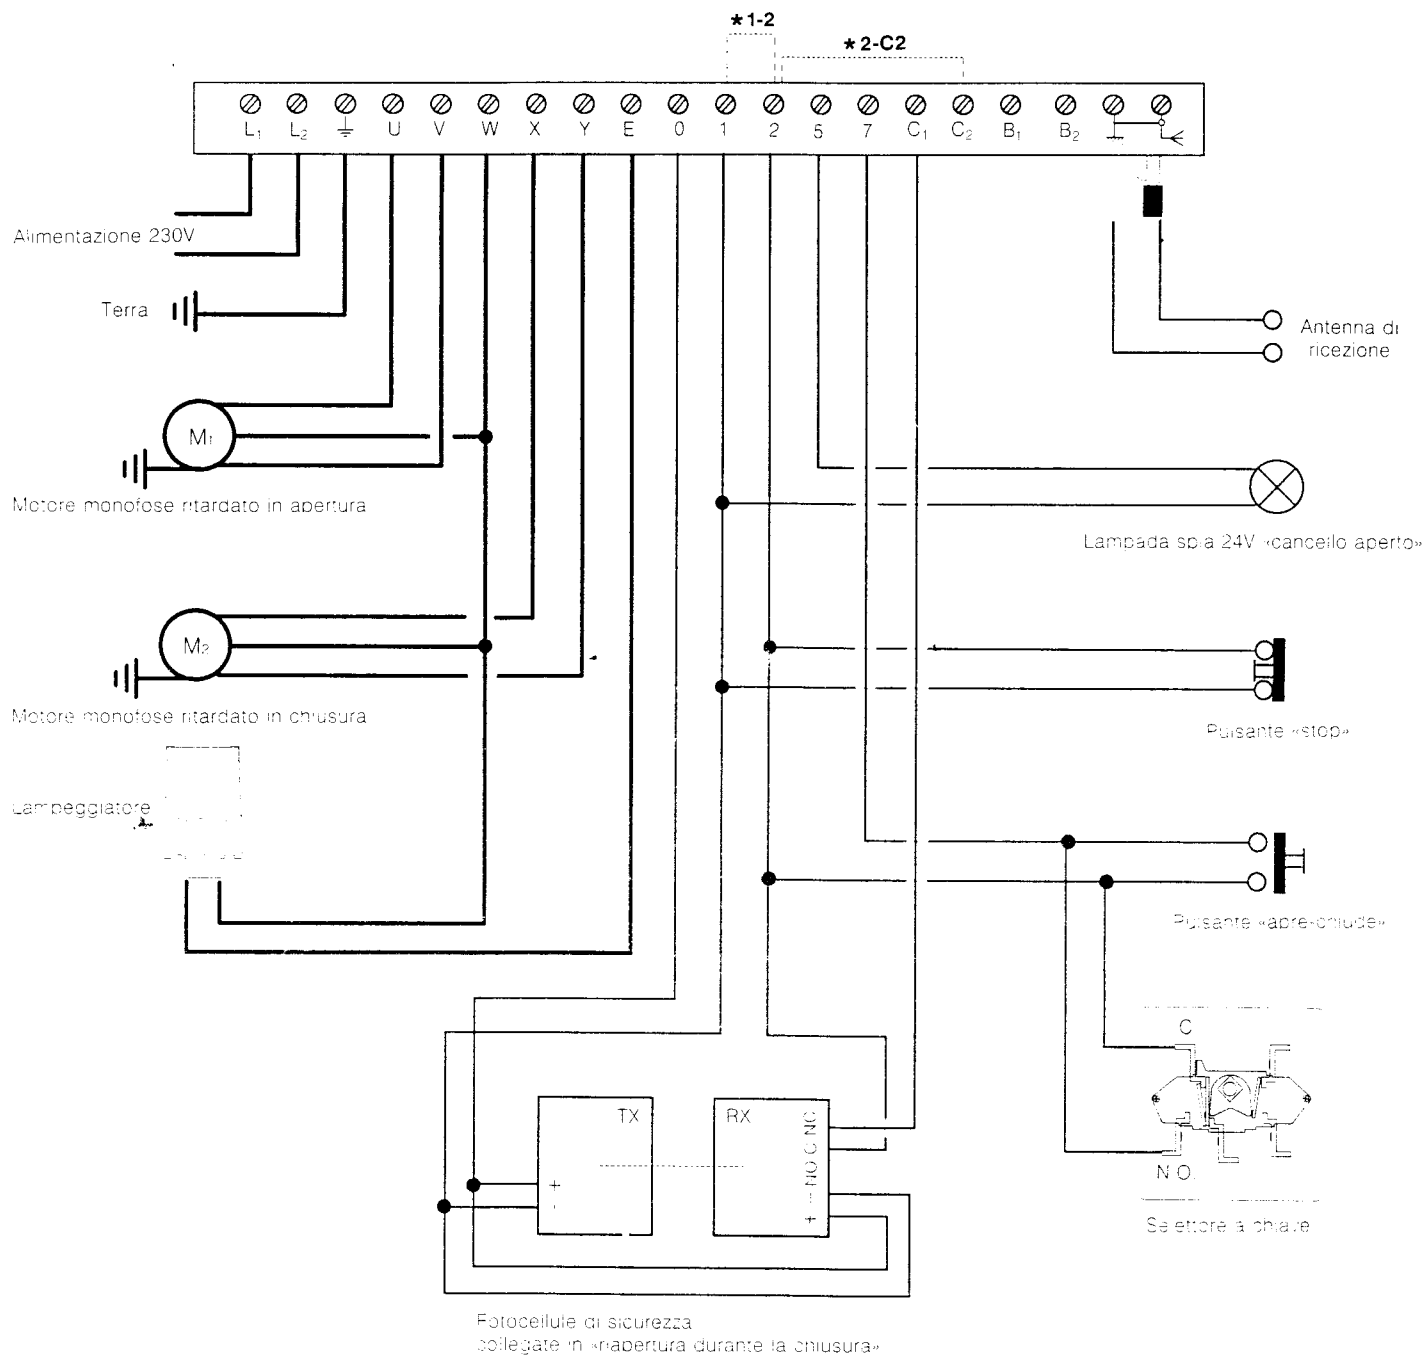 ★1-2
★2-C2
L1 L2 U V W X Y E 0 1 2 5 7 C1 C2 B1 B2
Alimentazione 230V
Terra
Antenna di
ricezione
M1
Motore monofose ritardato in apertura
Lampada spia 24V «cancello aperto»
M2
Motore monofose ritardato in chiusura
Pulsante «stop»
Lampeggiatore
Pulsante «apre-chiude»
C
TX
RX
+ - NO C NC
+
-
N.O.
Selettore a chiave
Fotocellule di sicurezza
collegate in «riapertura durante la chiusura»